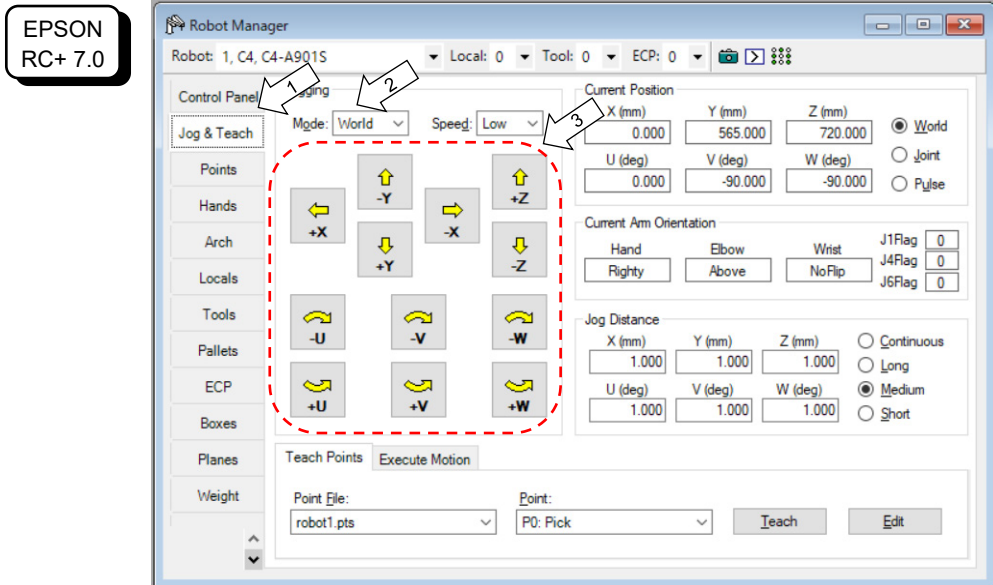 EPSON
RC+ 7.0
Robot Manager
Robot: 1, C4, C4-A901S
Local: 0
Tool: 0
ECP: 0
Control Panel
Jog & Teach
Points
Hands
Arch
Locals
Tools
Pallets
ECP
Boxes
Planes
Weight
1
2
3
Mode: World
Speed: Low
-Y
+Z
+X
-X
+Y
-Z
-U
-V
-W
+U
+V
+W
Current Position
X (mm) Y (mm) Z (mm)
0.000 565.000 720.000
U (deg) V (deg) W (deg)
0.000 -90.000 -90.000
World
Joint
Pulse
Current Arm Orientation
Hand Elbow Wrist
Righty Above NoFlip
J1Flag 0
J4Flag 0
J6Flag 0
Jog Distance
X (mm) Y (mm) Z (mm)
1.000 1.000 1.000
U (deg) V (deg) W (deg)
1.000 1.000 1.000
Continuous
Long
Medium
Short
Teach Points Execute Motion
Point File: Point:
robot1.pts P0: Pick Teach Edit